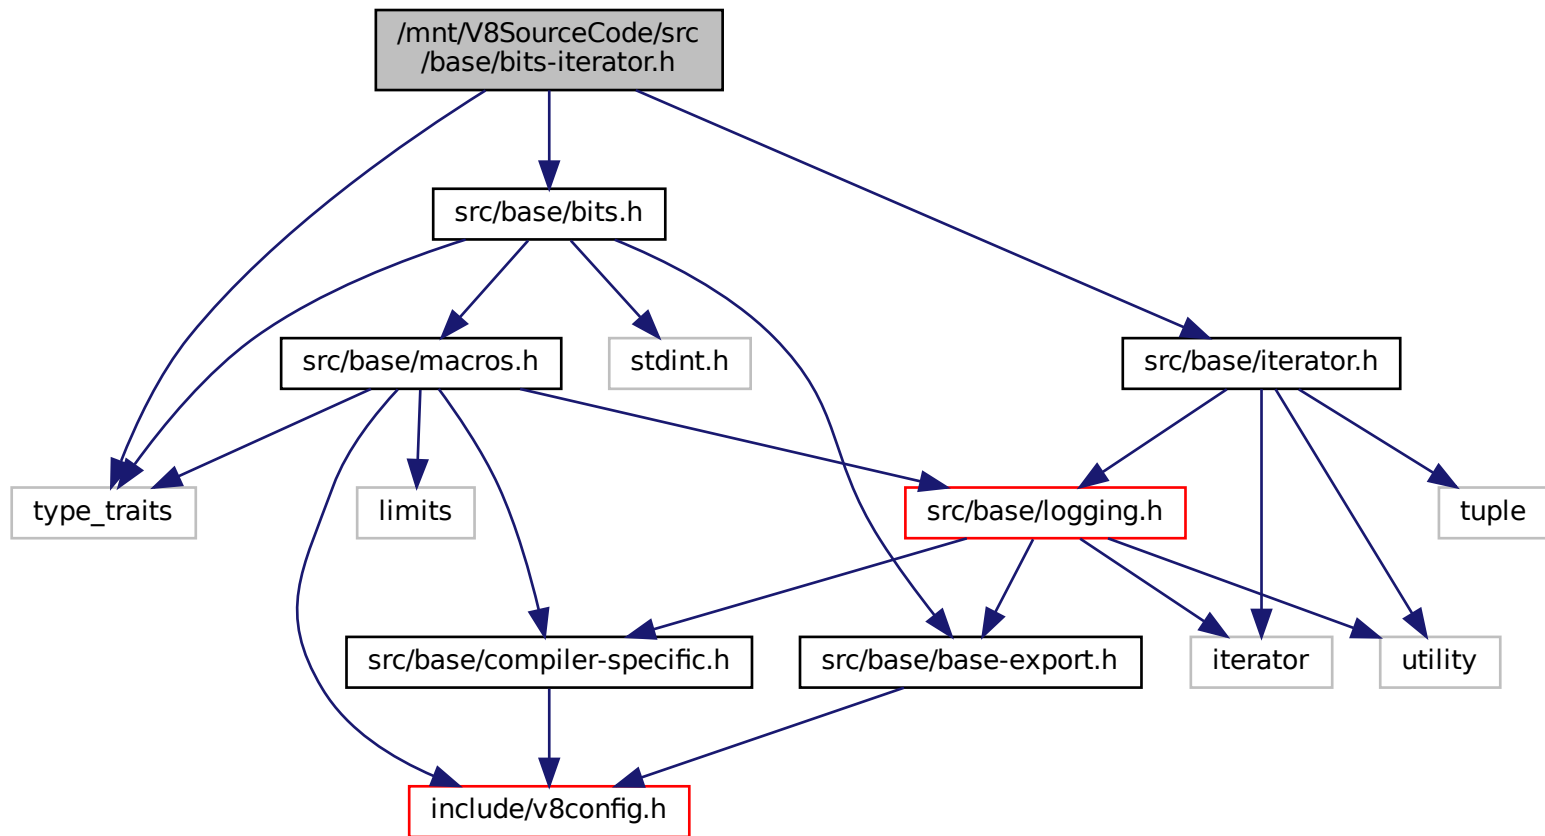 /mnt/V8SourceCode/src
/base/bits-iterator.h
src/base/bits.h
src/base/macros.h
stdint.h
src/base/iterator.h
type_traits
limits
src/base/logging.h
tuple
src/base/compiler-specific.h
src/base/base-export.h
iterator
utility
include/v8config.h